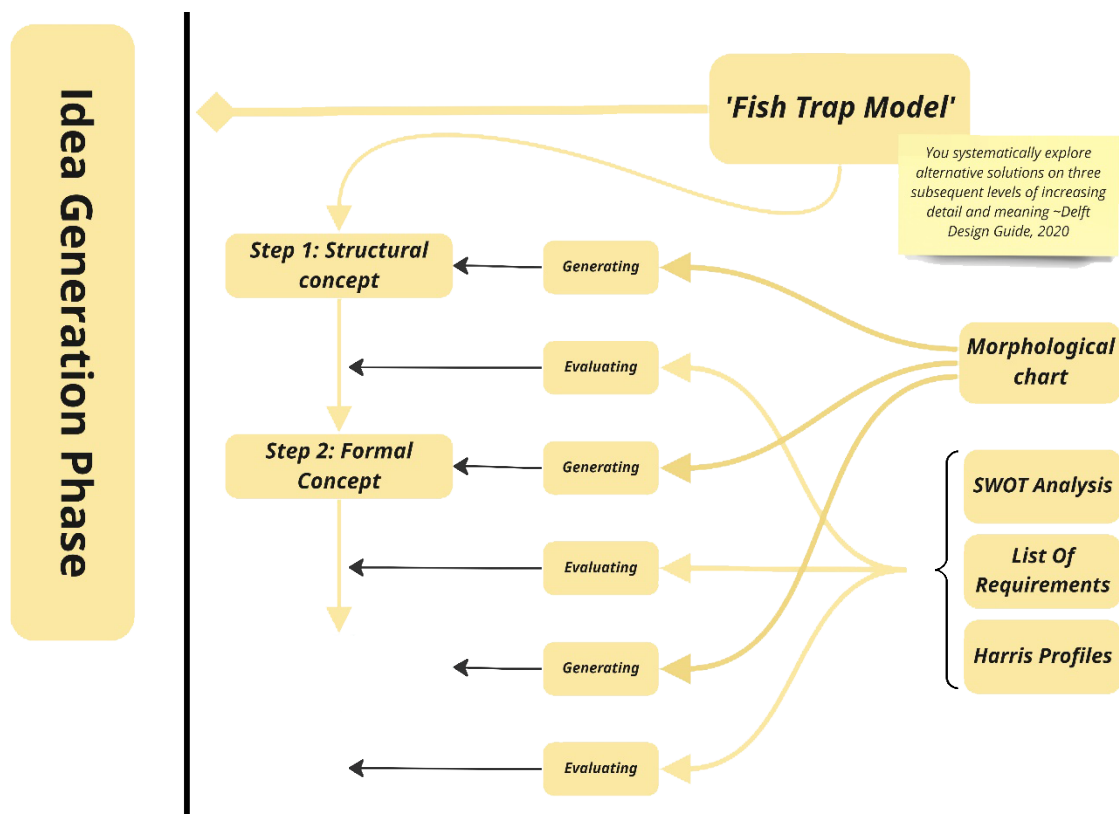 Idea Generation Phase
'Fish Trap Model'
You systematically explore
alternative solutions on three
subsequent levels of increasing
detail and meaning ~Delft
Design Guide, 2020
Step 1: Structural
concept
Generating
Evaluating
Morphological
chart
Step 2: Formal
Concept
Generating
SWOT Analysis
Evaluating
List Of
Requirements
Generating
Harris Profiles
Evaluating